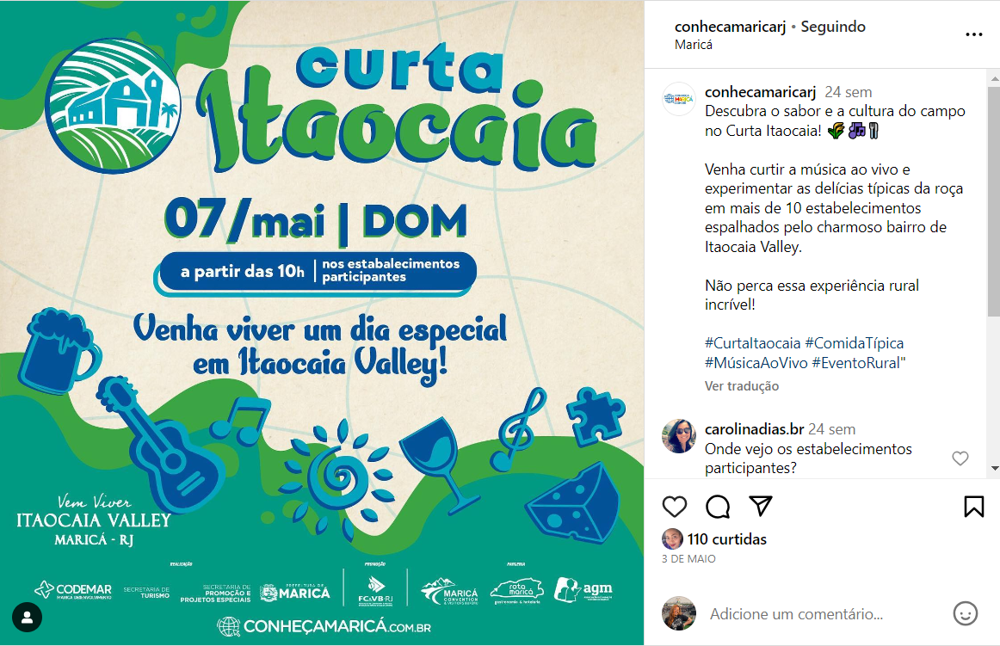 curta
Itaocaia
07/mai | DOM
a partir das 10h | nos estabalecimentos
participantes
Venha viver um dia especial
em Itaocaia Valley!
Vem Viver
ITAOCAIA VALLEY
MARICÁ - RJ
REALIZAÇÃO
PROMOÇÃO
PARCERIA
CODEMAR
SECRETARIA DE
TURISMO
SECRETARIA DE
PROMOÇÃO E
PROJETOS ESPECIAIS
PREFEITURA DE
MARICÁ
FC&VB-RJ
MARICÁ
CONVENTION
& VISITORS BUREAU
rota
maricá
gastronomia & hotelaria
agm
CONHEÇAMARICÁ.COM.BR
conhecamaricarj • Seguindo
Maricá
conhecamaricarj 24 sem
Descubra o sabor e a cultura do campo
no Curta Itaocaia! 🌾🎶🍴
Venha curtir a música ao vivo e
experimentar as delícias típicas da roça
em mais de 10 estabelecimentos
espalhados pelo charmoso bairro de
Itaocaia Valley.
Não perca essa experiência rural
incrível!
#CurtaItaocaia #ComidaTípica
#MúsicaAoVivo #EventoRural"
Ver tradução
carolinadias.br 24 sem
Onde vejo os estabelecimentos
participantes?
110 curtidas
3 DE MAIO
Adicione um comentário...